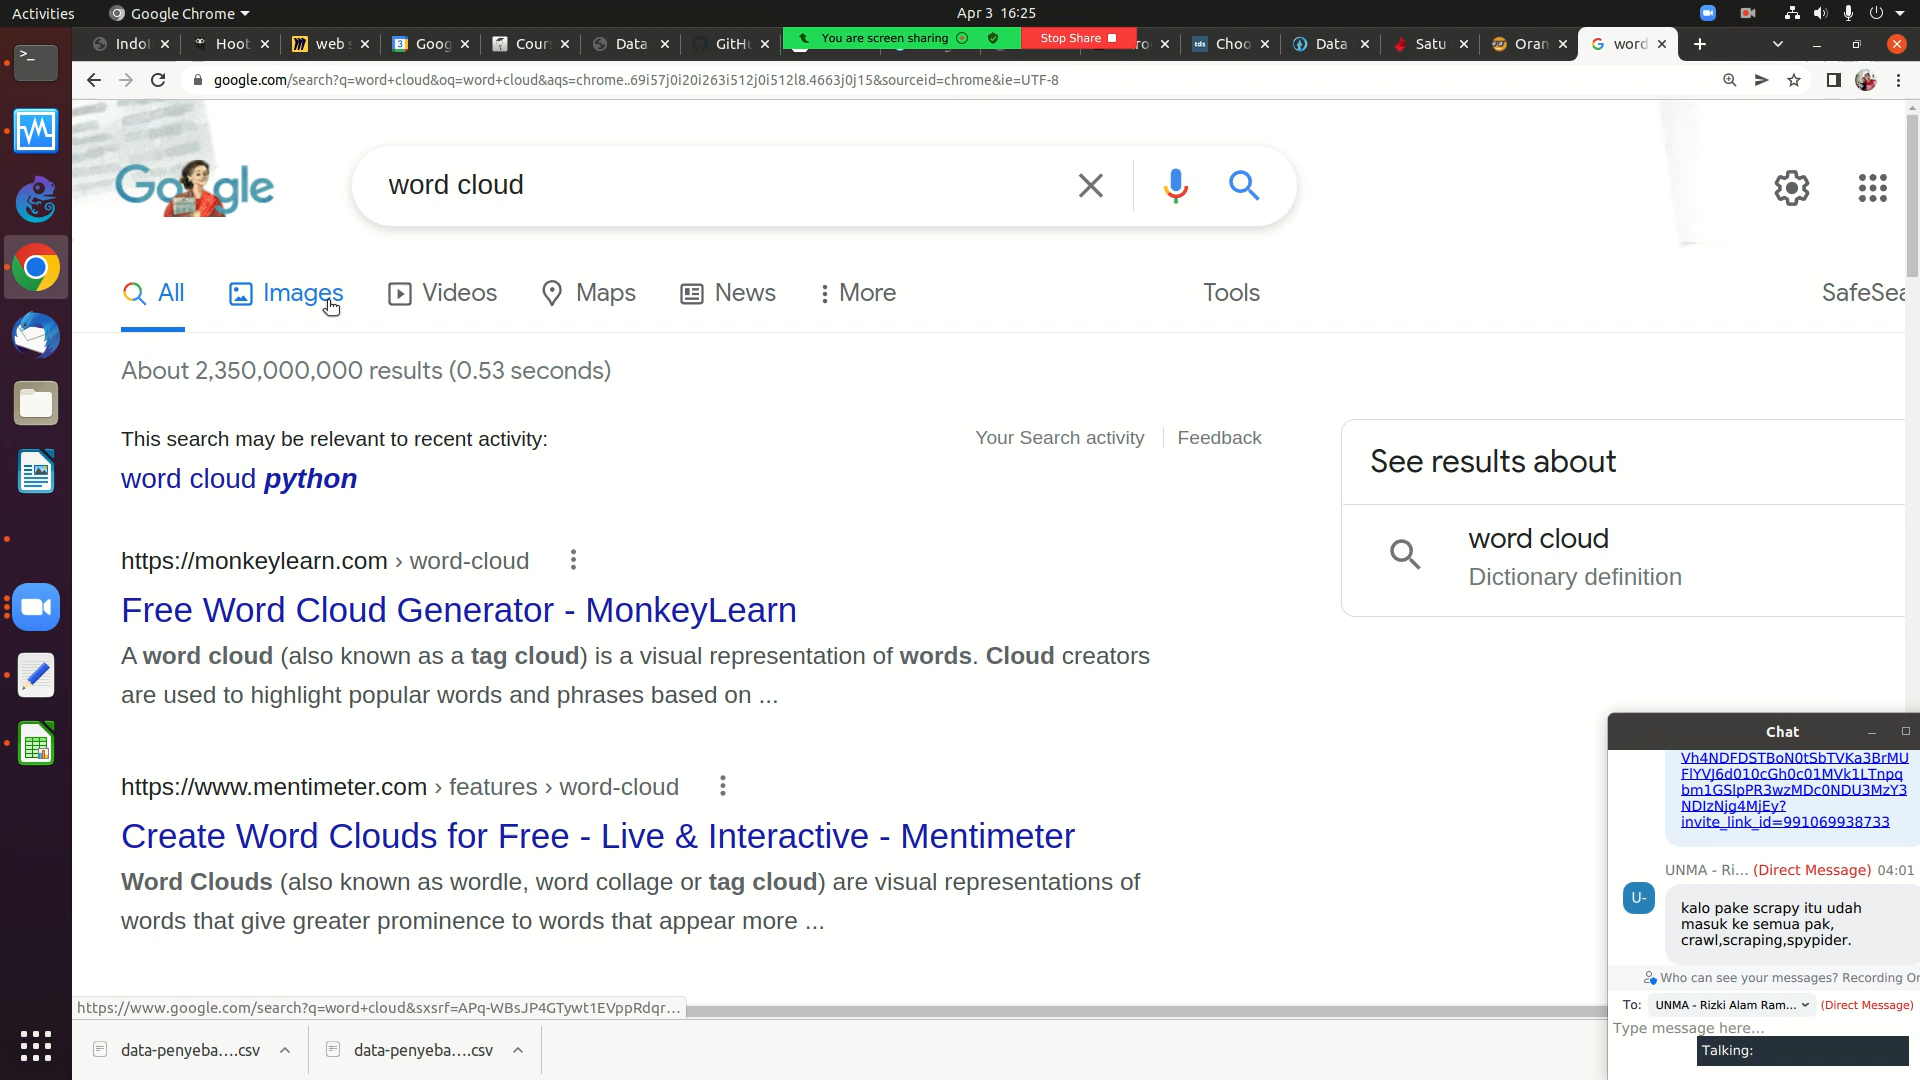 Activities
Google Chrome
Apr 3 16:25
Indo
Hoot
web
Goog
Cour
Data
GitHu
You are screen sharing
Stop Share
Choo
Data
Satu
Oran
word
google.com/search?q=word+cloud&oq=word+cloud&aqs=chrome..69i57j0i20i263i512j0i512l8.4663j0j15&sourceid=chrome&ie=UTF-8
Google
word cloud
All
Images
Videos
Maps
News
More
Tools
SafeSea
About 2,350,000,000 results (0.53 seconds)
This search may be relevant to recent activity:
Your Search activity
Feedback
word cloud python
See results about
word cloud
Dictionary definition
https://monkeylearn.com › word-cloud
Free Word Cloud Generator - MonkeyLearn
A word cloud (also known as a tag cloud) is a visual representation of words. Cloud creators
are used to highlight popular words and phrases based on ...
https://www.mentimeter.com › features › word-cloud
Create Word Clouds for Free - Live & Interactive - Mentimeter
Word Clouds (also known as wordle, word collage or tag cloud) are visual representations of
words that give greater prominence to words that appear more ...
Chat
Vh4NDFDSTBoN0tSbTVKa3BrMU
FlYVJ6d010cGh0c01MVk1LTnpq
bm1GSlpPR3wzMDc0NDU3MzY3
NDIzNjg4MjEy?
invite_link_id=991069938733
UNMA - Ri... (Direct Message) 04:01
U-
kalo pake scrapy itu udah
masuk ke semua pak,
crawl,scraping,spypider.
Who can see your messages? Recording On
To: UNMA - Rizki Alam Ram... (Direct Message)
Type message here...
Talking:
https://www.google.com/search?q=word+cloud&sxsrf=APq-WBsJP4GTywt1EVppRdqr...
data-penyeba....csv
data-penyeba....csv